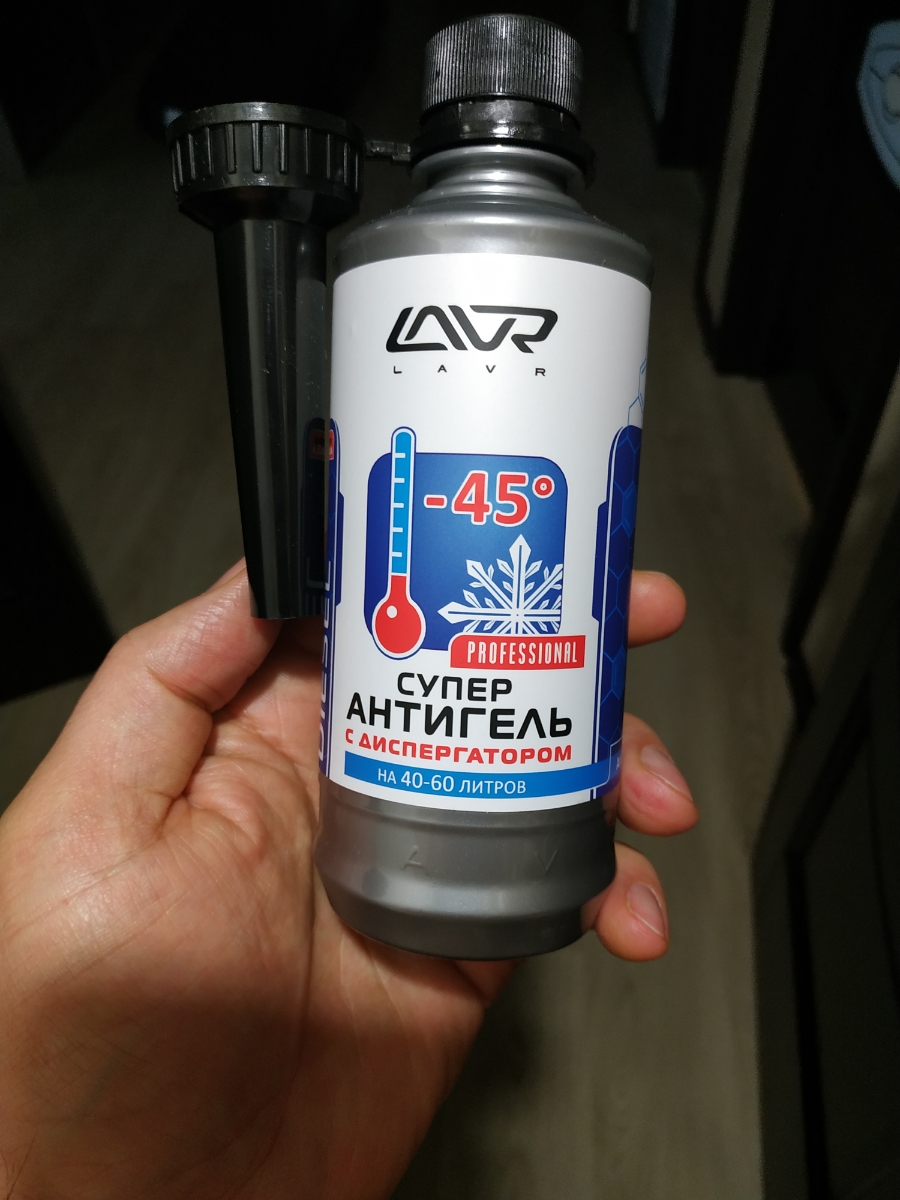 LAVR
LAVR
-45°
PROFESSIONAL
СУПЕР
АНТИГЕЛЬ
С ДИСПЕРГАТОРОМ
НА 40-60 ЛИТРОВ